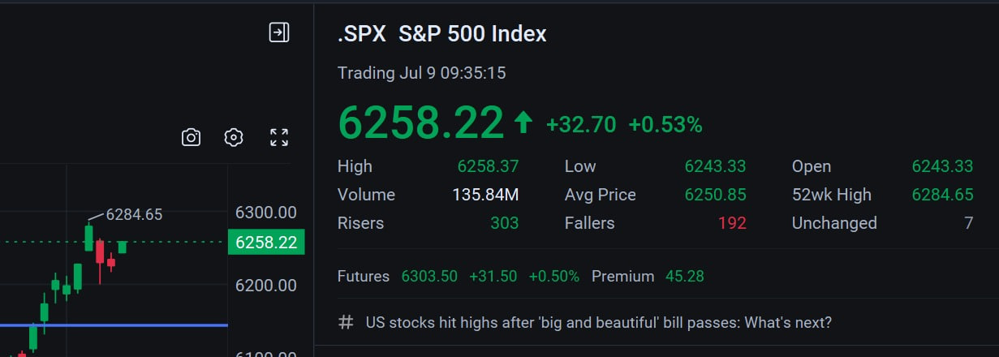 .SPX S&P 500 Index
Trading Jul 9 09:35:15
6258.22 +32.70 +0.53%
High 6258.37 Low 6243.33 Open 6243.33
Volume 135.84M Avg Price 6250.85 52wk High 6284.65
Risers 303 Fallers 192 Unchanged 7
Futures 6303.50 +31.50 +0.50% Premium 45.28
# US stocks hit highs after 'big and beautiful' bill passes: What's next?
6284.65
6300.00
6258.22
6200.00
6100.00